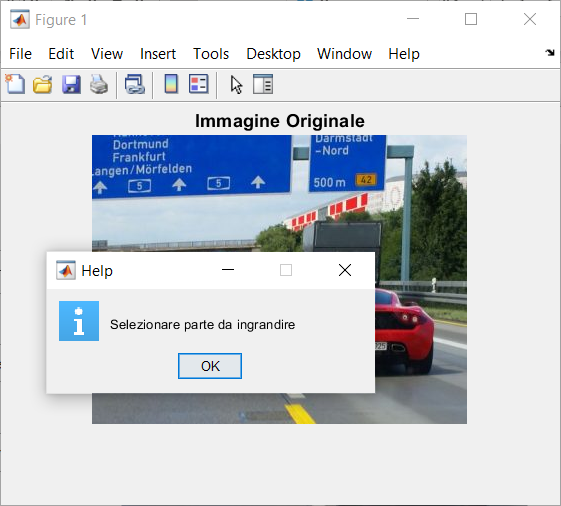 Figure 1
File Edit View Insert Tools Desktop Window Help
Immagine Originale
Dortmund
Frankfurt
Langen/Mörfelden
5
5
Darmstadt
-Nord
500 m 42
Help
Selezionare parte da ingrandire
OK